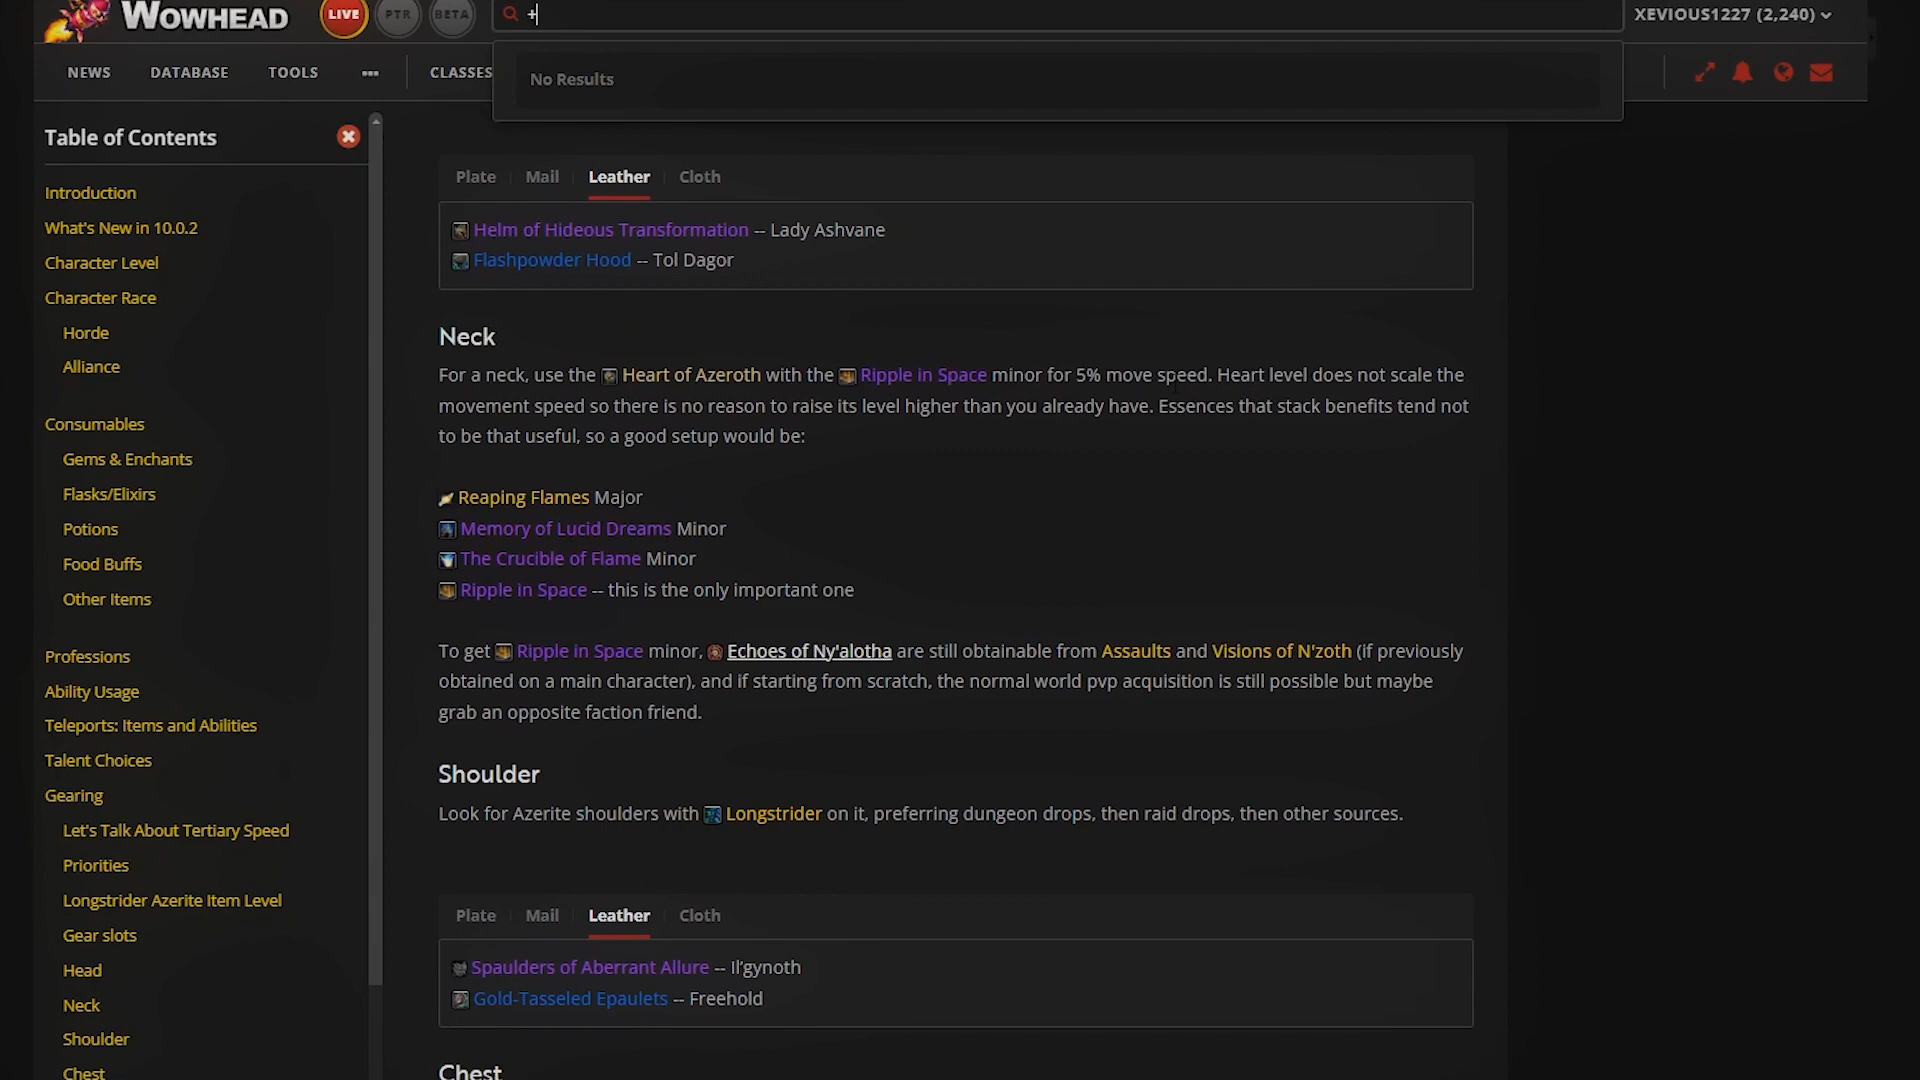 WOWHEAD
LIVE
PTR
BETA
+
XEVIOUS1227 (2,240)
NEWS
DATABASE
TOOLS
CLASSES
No Results
Table of Contents
Introduction
What's New in 10.0.2
Character Level
Character Race
Horde
Alliance
Consumables
Gems & Enchants
Flasks/Elixirs
Potions
Food Buffs
Other Items
Professions
Ability Usage
Teleports: Items and Abilities
Talent Choices
Gearing
Let's Talk About Tertiary Speed
Priorities
Longstrider Azerite Item Level
Gear slots
Head
Neck
Shoulder
Chest
Plate Mail Leather Cloth
Helm of Hideous Transformation -- Lady Ashvane
Flashpowder Hood -- Tol Dagor
Neck
For a neck, use the Heart of Azeroth with the Ripple in Space minor for 5% move speed. Heart level does not scale the
movement speed so there is no reason to raise its level higher than you already have. Essences that stack benefits tend not
to be that useful, so a good setup would be:
Reaping Flames Major
Memory of Lucid Dreams Minor
The Crucible of Flame Minor
Ripple in Space -- this is the only important one
To get Ripple in Space minor, Echoes of Ny'alotha are still obtainable from Assaults and Visions of N'zoth (if previously
obtained on a main character), and if starting from scratch, the normal world pvp acquisition is still possible but maybe
grab an opposite faction friend.
Shoulder
Look for Azerite shoulders with Longstrider on it, preferring dungeon drops, then raid drops, then other sources.
Plate Mail Leather Cloth
Spaulders of Aberrant Allure -- Il'gynoth
Gold-Tasseled Epaulets -- Freehold
Chest